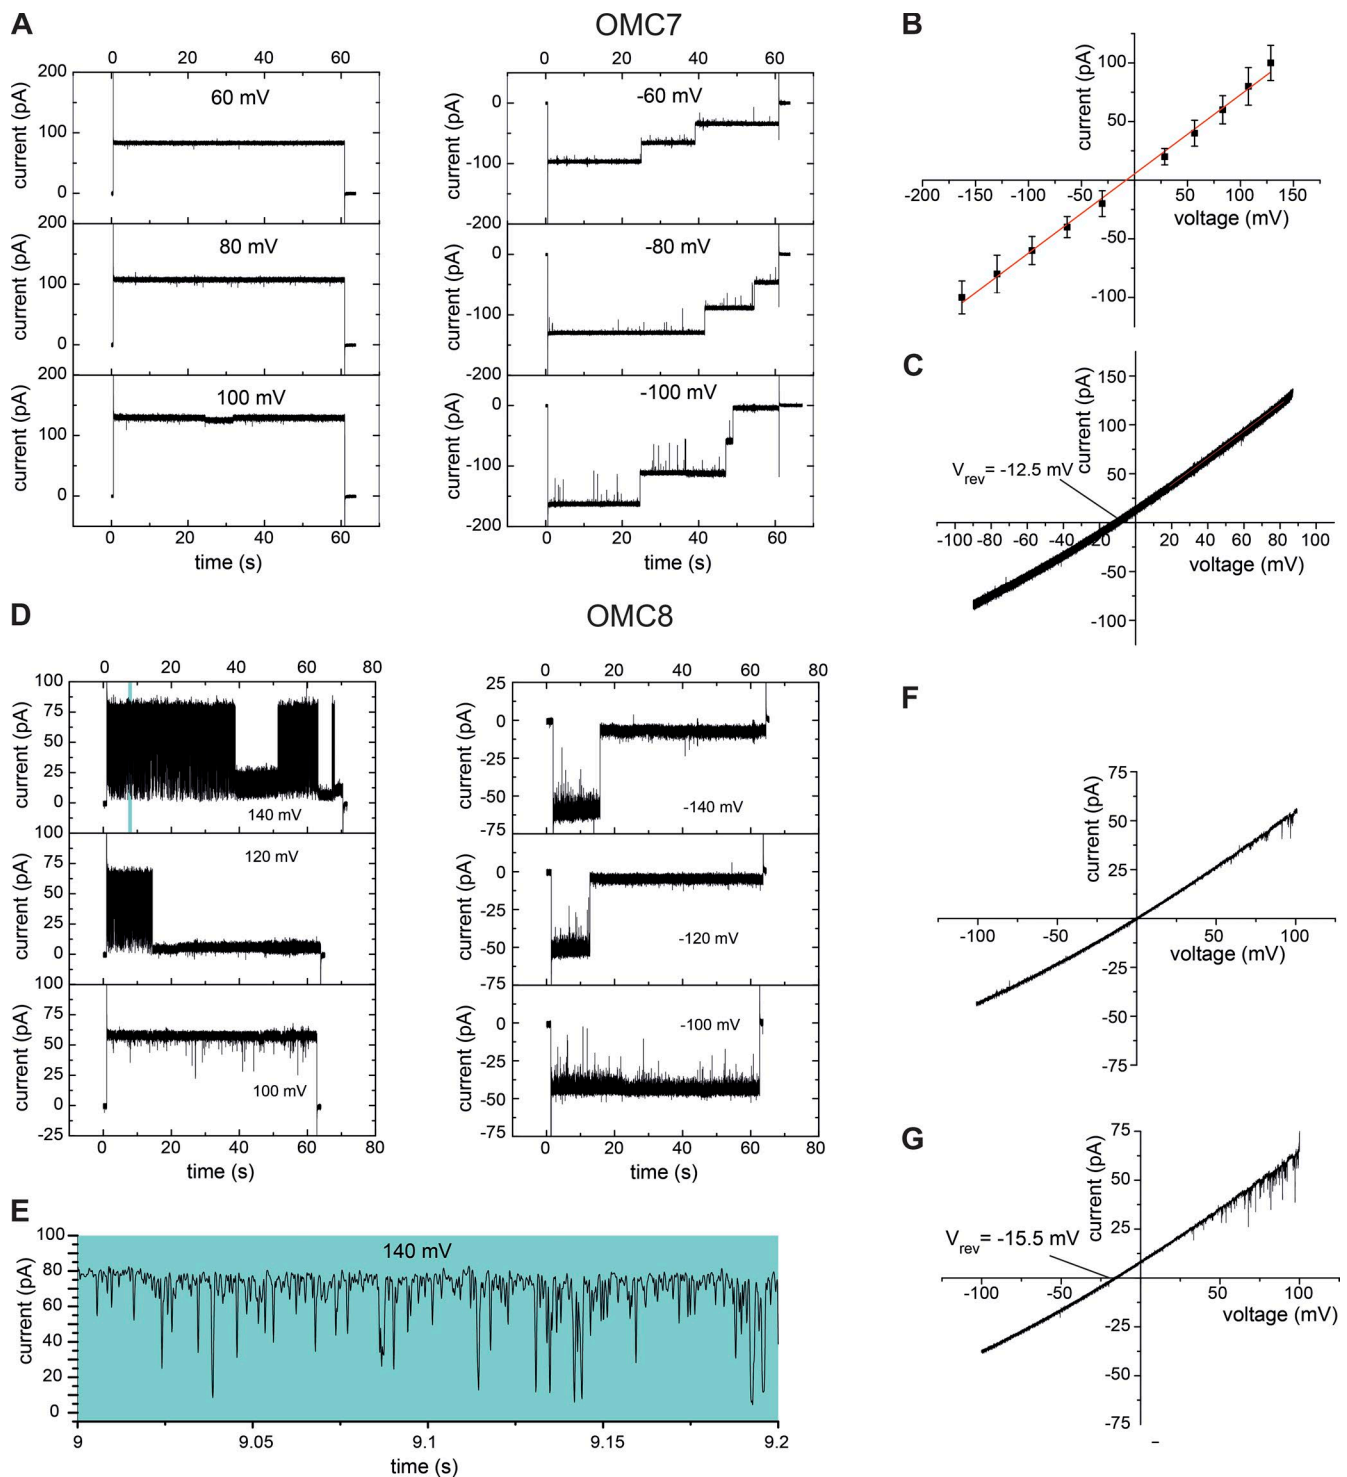 A
OMC7
0 20 40 60
200
100
0
current (pA)
60 mV
200
100
0
current (pA)
80 mV
200
100
0
current (pA)
100 mV
0 20 40 60
time (s)
0 20 40 60
0
-100
-200
current (pA)
-60 mV
0
-100
-200
current (pA)
-80 mV
0
-100
-200
current (pA)
-100 mV
0 20 40 60
time (s)
B
current (pA)
100
50
-200 -150 -100 -50 50 100 150
voltage (mV)
-50
-100
C
current (pA)
150
100
50
Vrev= -12.5 mV
-100 -80 -60 -40 -20 20 40 60 80 100
voltage (mV)
-50
-100
D
OMC8
0 20 40 60 80
100
75
50
25
0
current (pA)
140 mV
100
75
50
25
0
current (pA)
120 mV
100
75
50
25
0
-25
current (pA)
100 mV
0 20 40 60 80
time (s)
0 20 40 60 80
25
0
-25
-50
-75
current (pA)
-140 mV
0
-25
-50
-75
current (pA)
-120 mV
0
-25
-50
-75
current (pA)
-100 mV
0 20 40 60 80
time (s)
E
100
80
60
40
20
0
current (pA)
140 mV
9 9.05 9.1 9.15 9.2
time (s)
F
current (pA)
75
50
25
-100 -50 50 100
voltage (mV)
-25
-50
-75
G
current (pA)
75
50
25
Vrev= -15.5 mV
-100 -50 50 100
voltage (mV)
-25
-50
-75